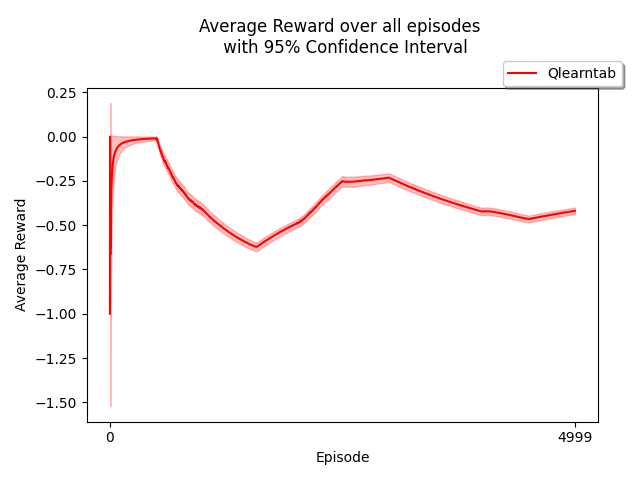 Average Reward over all episodes
with 95% Confidence Interval
Qlearntab
0.25
0.00
−0.25
−0.50
−0.75
−1.00
−1.25
−1.50
Average Reward
0
4999
Episode